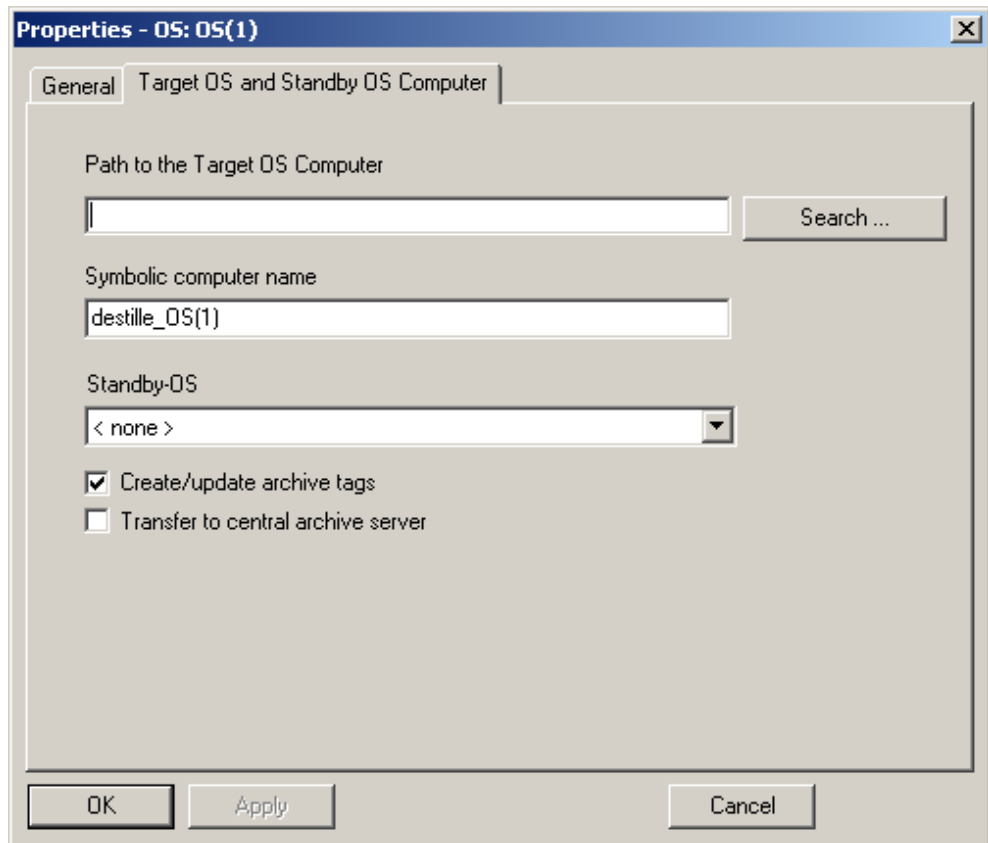 Properties - OS: OS(1)
General
Target OS and Standby OS Computer
Path to the Target OS Computer
Search ...
Symbolic computer name
destille_OS(1)
Standby-OS
< none >
Create/update archive tags
Transfer to central archive server
OK
Apply
Cancel